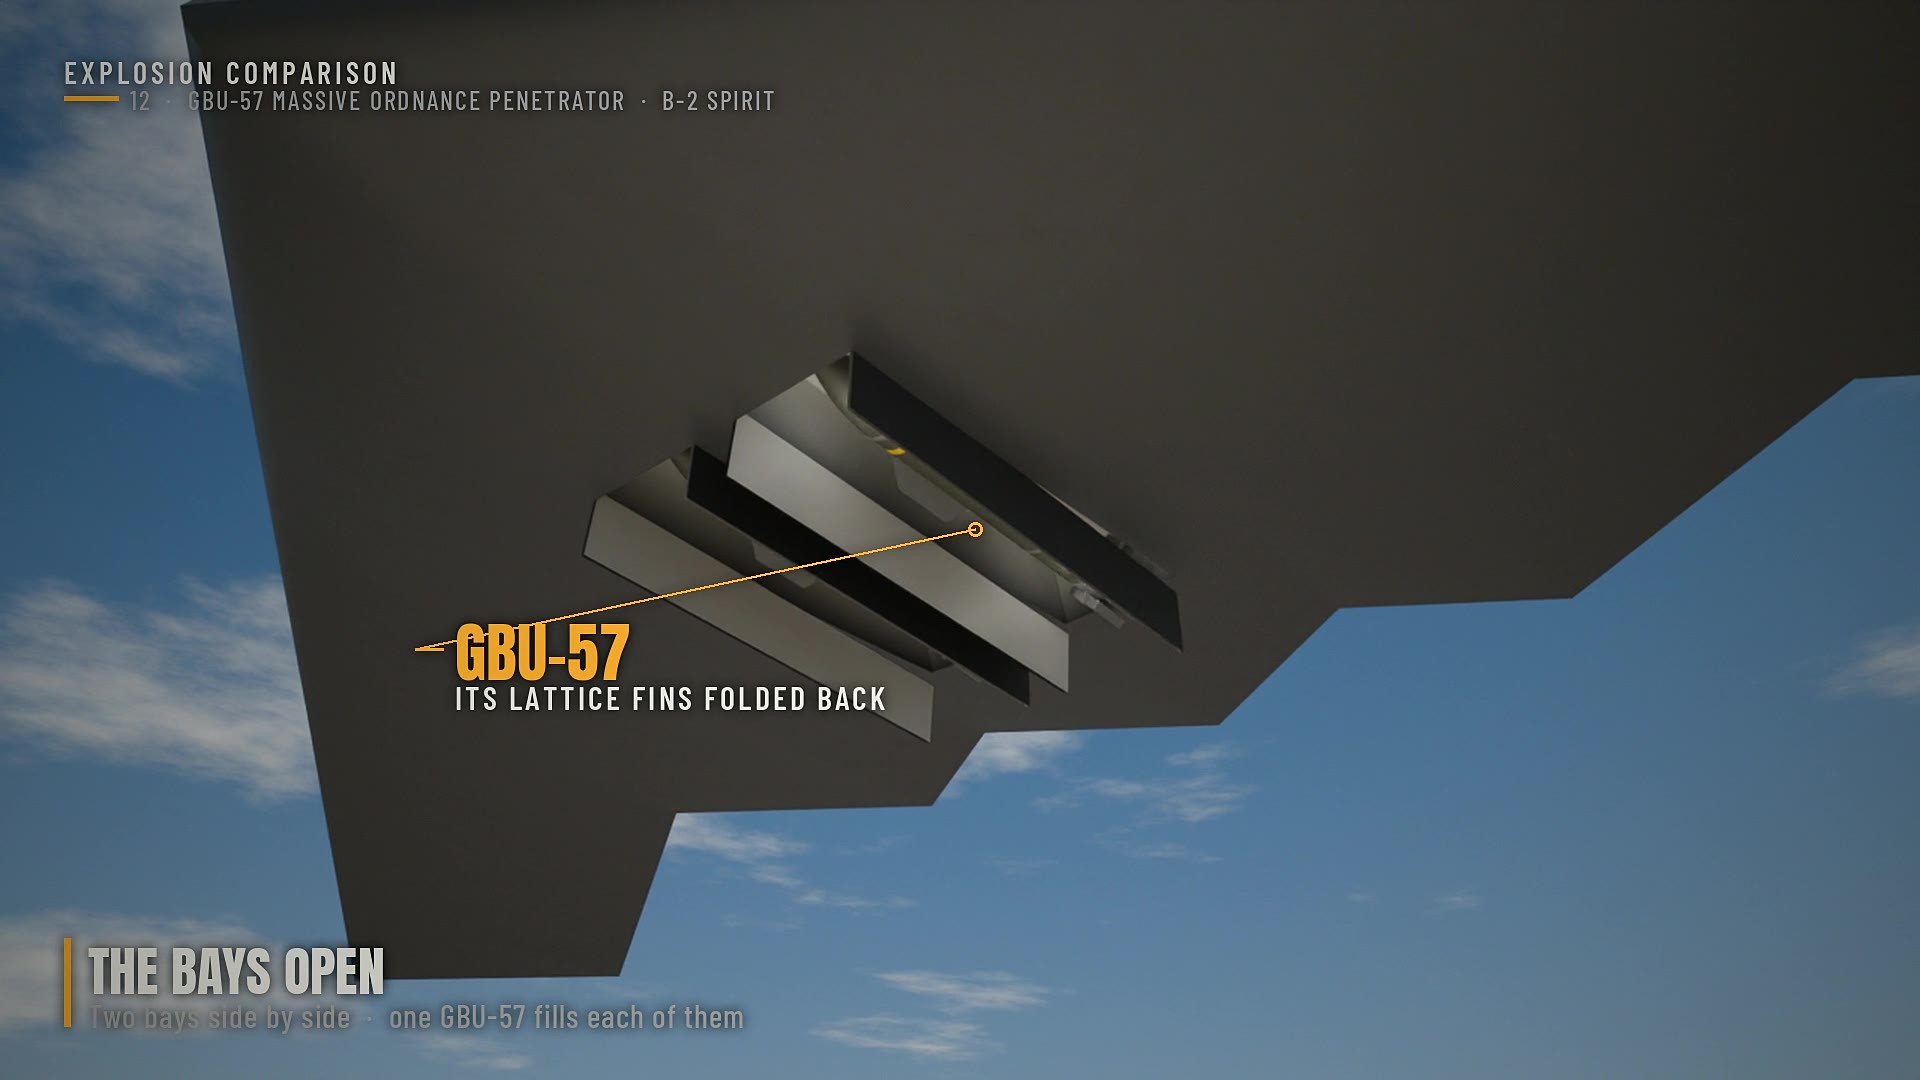 EXPLOSION COMPARISON
12 · GBU-57 MASSIVE ORDNANCE PENETRATOR · B-2 SPIRIT
GBU-57
ITS LATTICE FINS FOLDED BACK
THE BAYS OPEN
Two bays side by side · one GBU-57 fills each of them